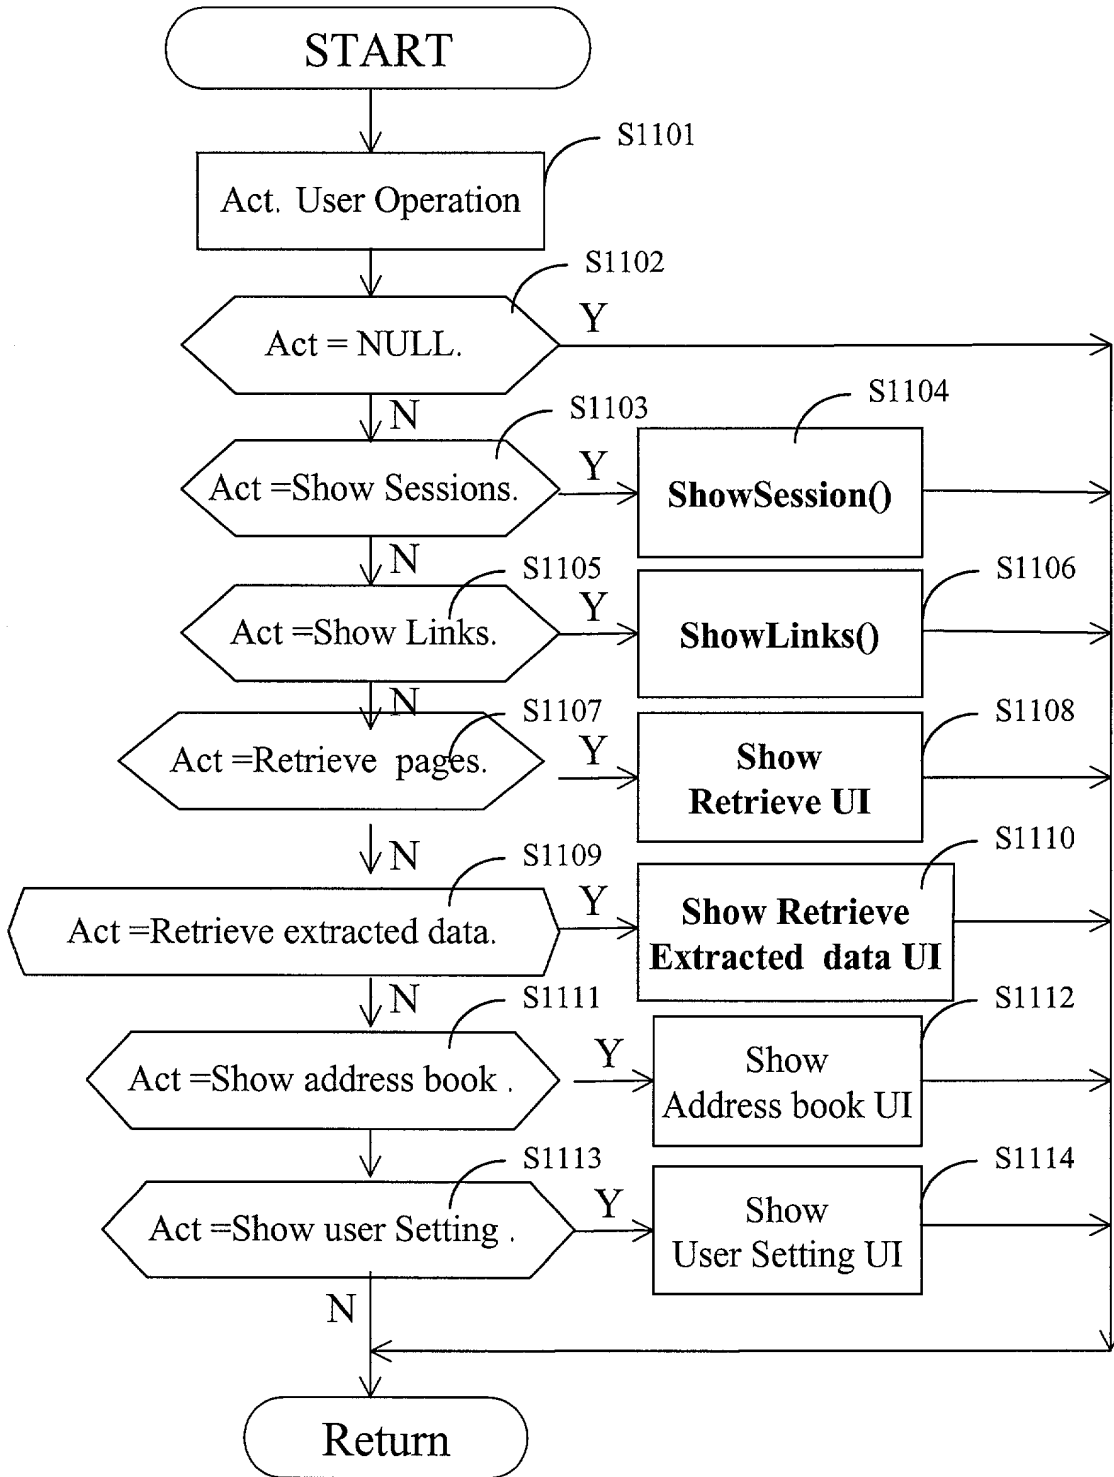 START
S1101
Act. User Operation
S1102
Act = NULL.
Y
N
S1103
S1104
Act =Show Sessions.
Y
ShowSession()
N
S1105
S1106
Act =Show Links.
Y
ShowLinks()
N
S1107
S1108
Act =Retrieve pages.
Y
Show
Retrieve UI
N
S1109
S1110
Act =Retrieve extracted data.
Y
Show Retrieve
Extracted data UI
N
S1111
S1112
Act =Show address book .
Y
Show
Address book UI
S1113
S1114
Act =Show user Setting .
Y
Show
User Setting UI
N
Return